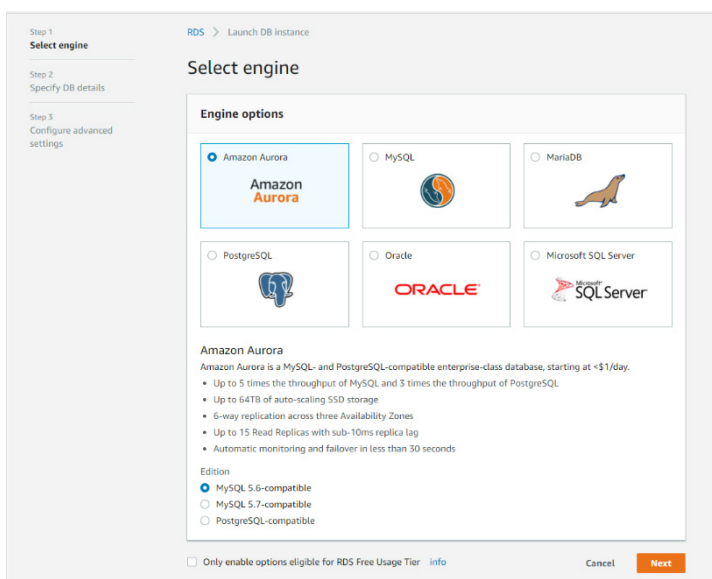 Step 1
Select engine
Step 2
Specify DB details
Step 3
Configure advanced
settings
RDS > Launch DB instance
Select engine
Engine options
Amazon Aurora
Amazon
Aurora
MySQL
MariaDB
PostgreSQL
Oracle
ORACLE
Microsoft SQL Server
Microsoft
SQL Server
Amazon Aurora
Amazon Aurora is a MySQL- and PostgreSQL-compatible enterprise-class database, starting at <$1/day.
• Up to 5 times the throughput of MySQL and 3 times the throughput of PostgreSQL
• Up to 64TB of auto-scaling SSD storage
• 6-way replication across three Availability Zones
• Up to 15 Read Replicas with sub-10ms replica lag
• Automatic monitoring and failover in less than 30 seconds
Edition
MySQL 5.6-compatible
MySQL 5.7-compatible
PostgreSQL-compatible
Only enable options eligible for RDS Free Usage Tier info
Cancel
Next